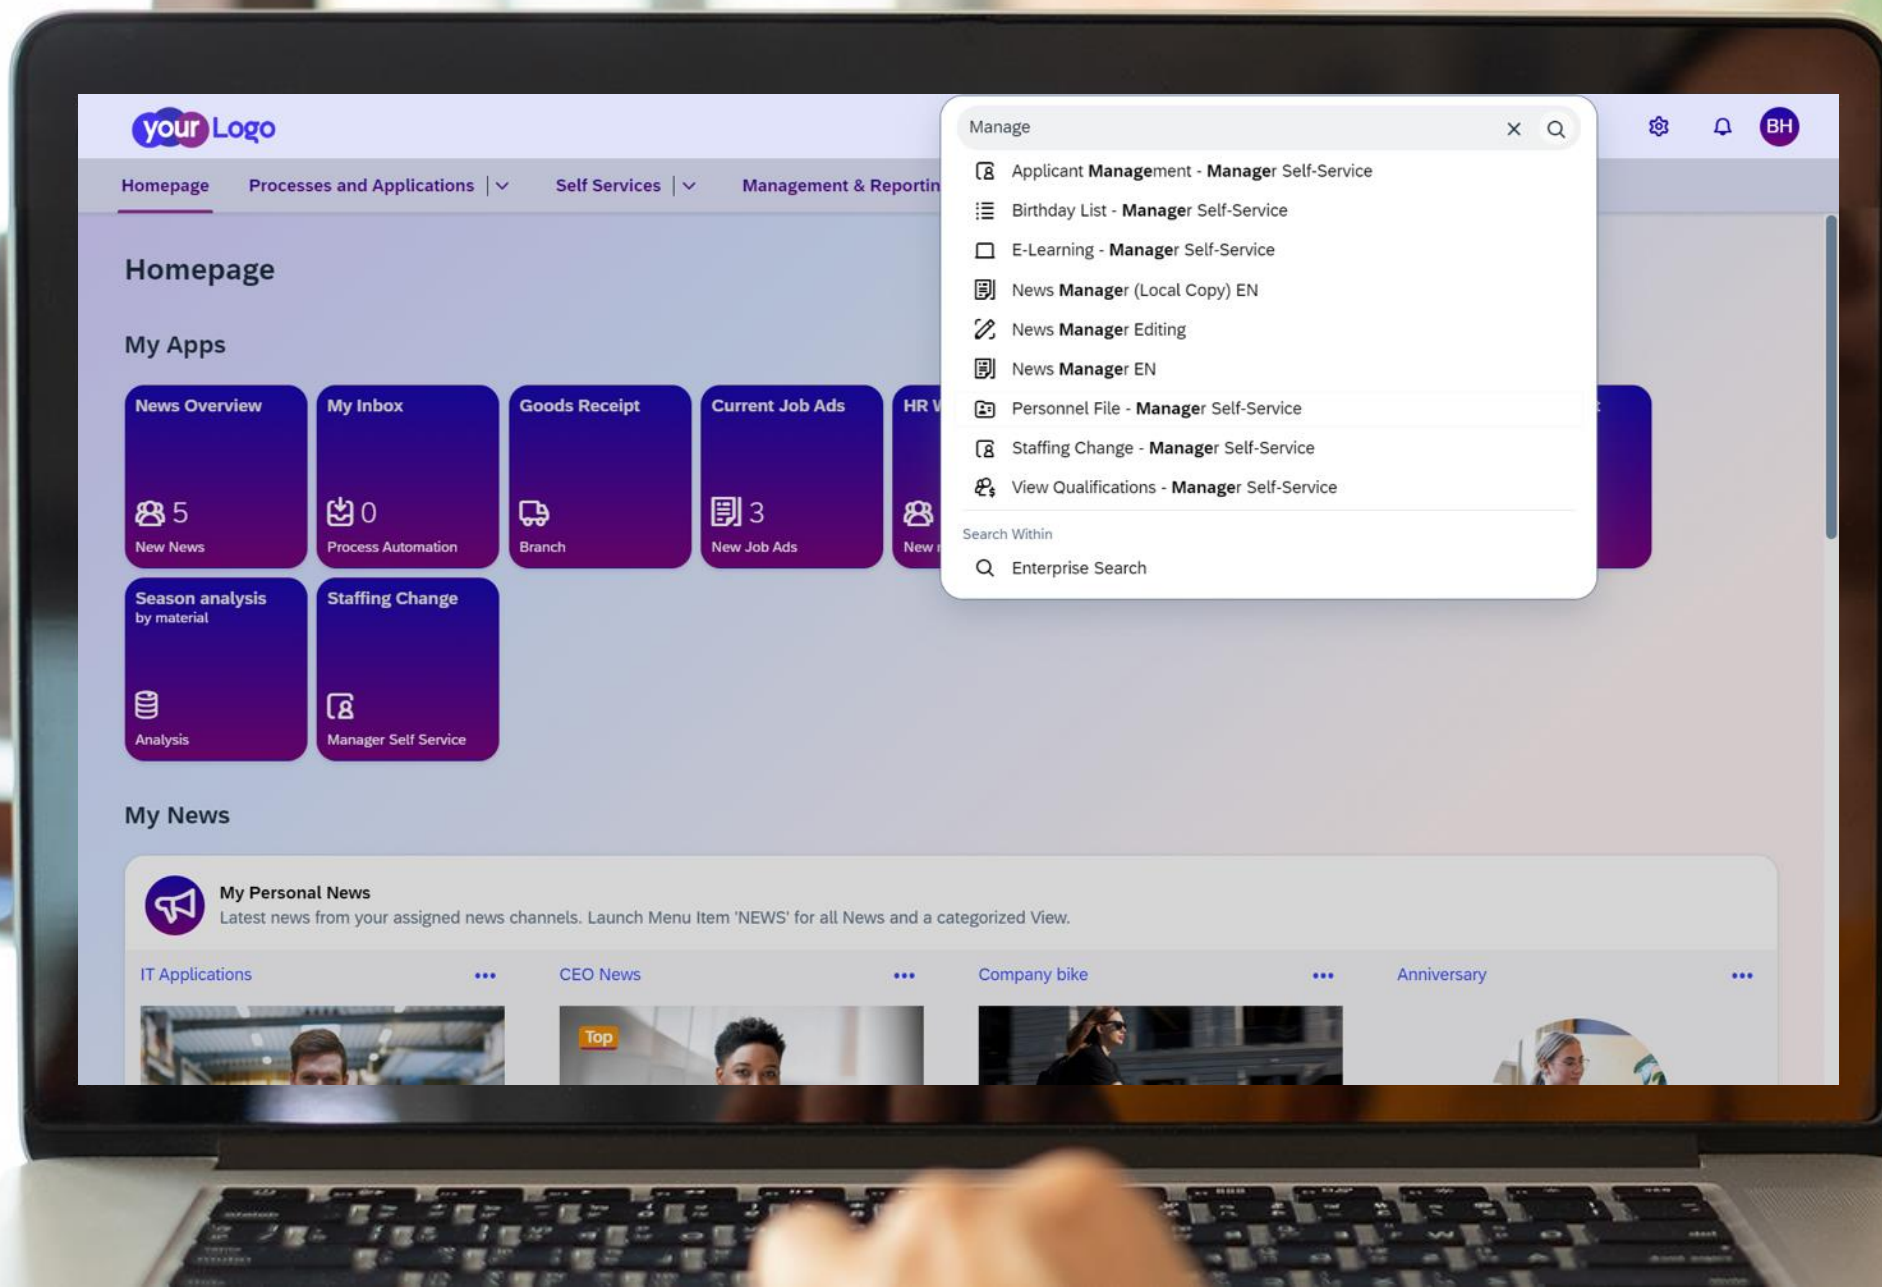 your Logo
Manage
BH
Homepage
Processes and Applications
Self Services
Management & Reportin
Applicant Management - Manager Self-Service
Birthday List - Manager Self-Service
E-Learning - Manager Self-Service
News Manager (Local Copy) EN
News Manager Editing
News Manager EN
Personnel File - Manager Self-Service
Staffing Change - Manager Self-Service
View Qualifications - Manager Self-Service
Search Within
Enterprise Search
Homepage
My Apps
News Overview
5
New News
My Inbox
0
Process Automation
Goods Receipt
Branch
Current Job Ads
3
New Job Ads
HR
New
Season analysis
by material
Analysis
Staffing Change
Manager Self Service
My News
My Personal News
Latest news from your assigned news channels. Launch Menu Item 'NEWS' for all News and a categorized View.
IT Applications
CEO News
Company bike
Anniversary
Top